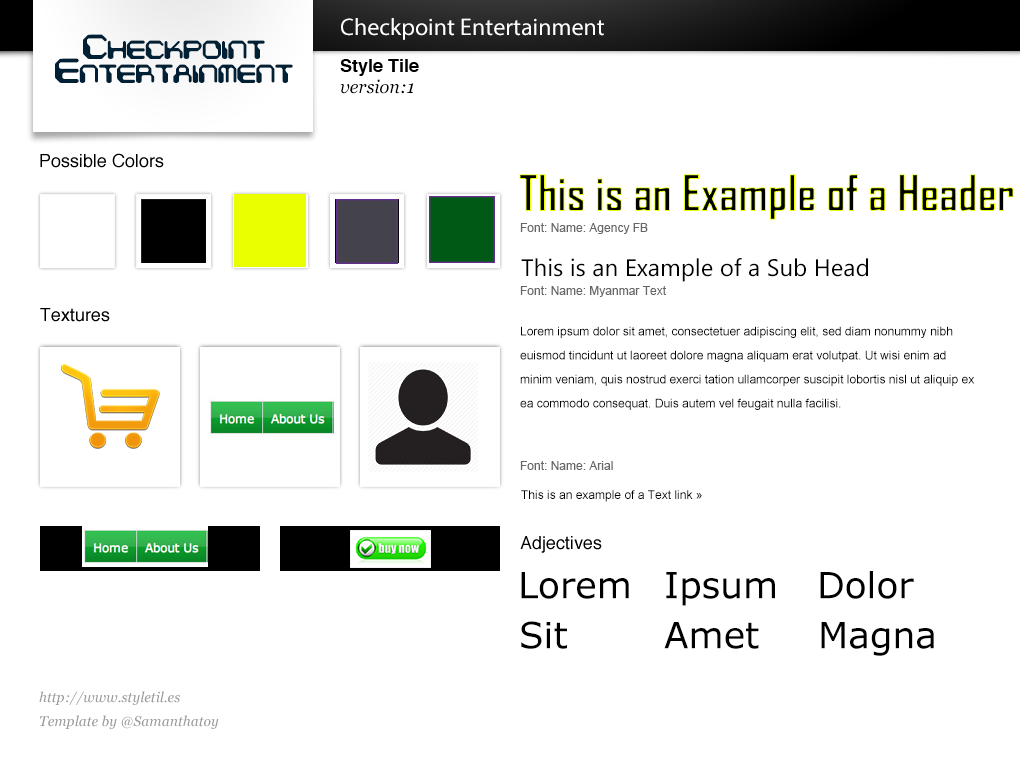 Checkpoint
Entertainment
Checkpoint Entertainment
Style Tile
version:1
Possible Colors
Textures
Home About Us
Home About Us
buy now
This is an Example of a Header
Font: Name: Agency FB
This is an Example of a Sub Head
Font: Name: Myanmar Text
Lorem ipsum dolor sit amet, consectetuer adipiscing elit, sed diam nonummy nibh
euismod tincidunt ut laoreet dolore magna aliquam erat volutpat. Ut wisi enim ad
minim veniam, quis nostrud exerci tation ullamcorper suscipit lobortis nisl ut aliquip ex
ea commodo consequat. Duis autem vel feugait nulla facilisi.
Font: Name: Arial
This is an example of a Text link »
Adjectives
Lorem Ipsum Dolor
Sit Amet Magna
http://www.styletil.es
Template by @Samanthatoy